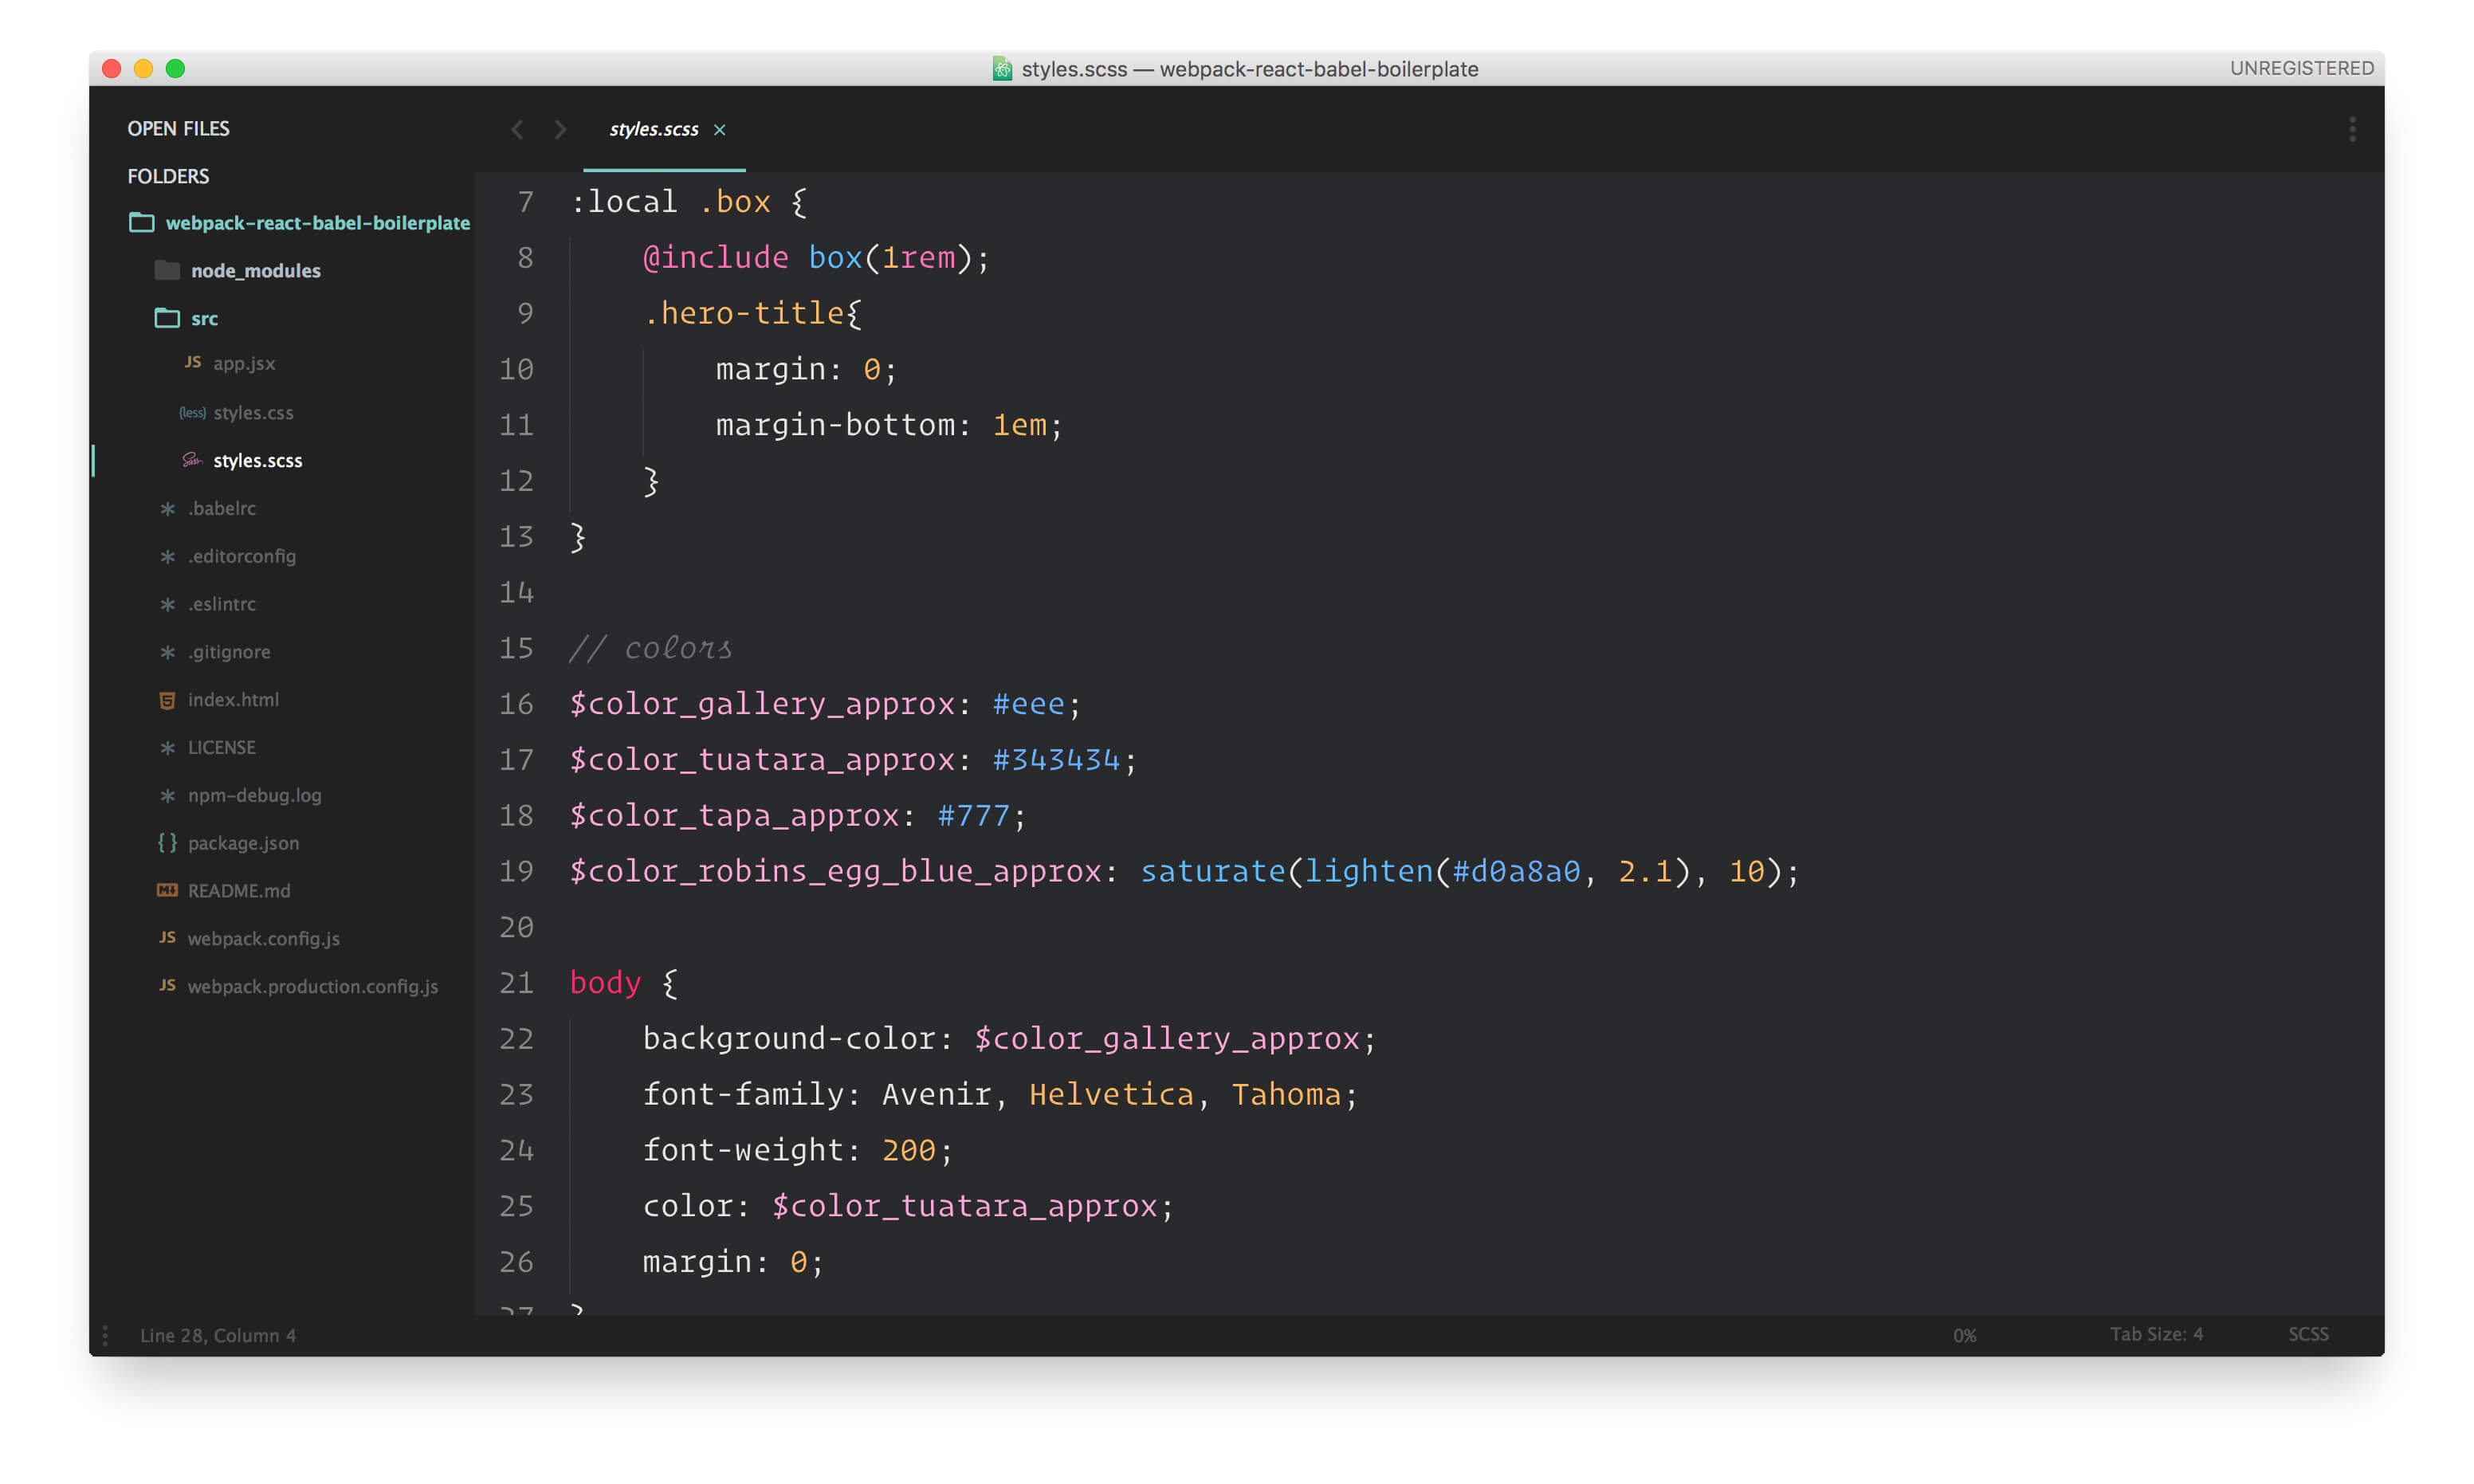 styles.scss — webpack-react-babel-boilerplate
UNREGISTERED
OPEN FILES
FOLDERS
webpack-react-babel-boilerplate
node_modules
src
JS app.jsx
{less} styles.css
Sass styles.scss
* .babelrc
* .editorconfig
* .eslintrc
* .gitignore
5 index.html
* LICENSE
* npm-debug.log
{} package.json
M↓ README.md
JS webpack.config.js
JS webpack.production.config.js
styles.scss ×
7 :local .box {
8     @include box(1rem);
9     .hero-title{
10         margin: 0;
11         margin-bottom: 1em;
12     }
13 }
14
15 // colors
16 $color_gallery_approx: #eee;
17 $color_tuatara_approx: #343434;
18 $color_tapa_approx: #777;
19 $color_robins_egg_blue_approx: saturate(lighten(#d0a8a0, 2.1), 10);
20
21 body {
22     background-color: $color_gallery_approx;
23     font-family: Avenir, Helvetica, Tahoma;
24     font-weight: 200;
25     color: $color_tuatara_approx;
26     margin: 0;
27 }
Line 28, Column 4
0%
Tab Size: 4
SCSS